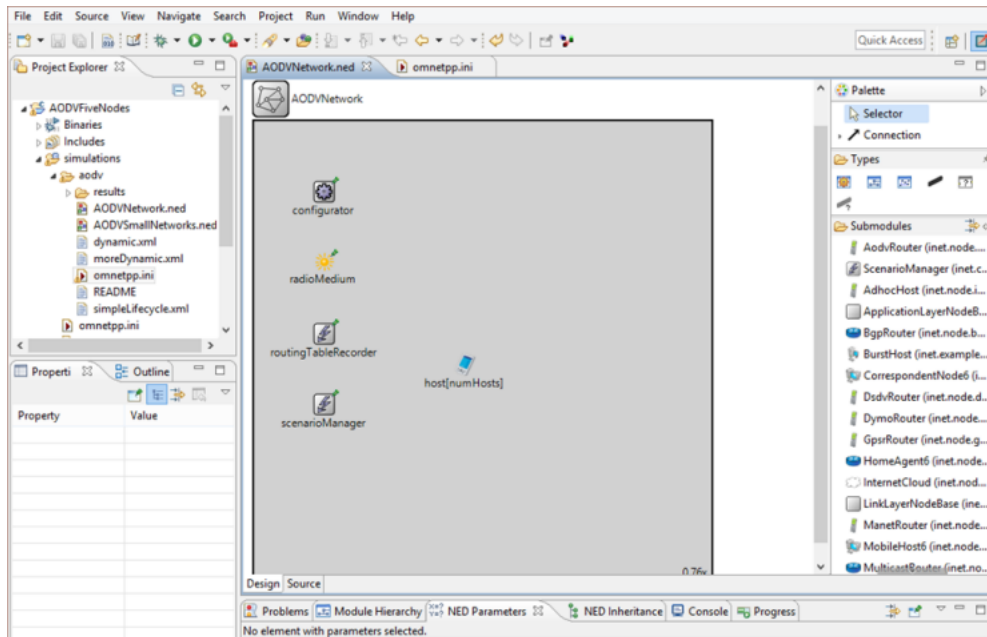 File Edit Source View Navigate Search Project Run Window Help
Quick Access
Project Explorer
AODVFiveNodes
Binaries
Includes
simulations
aodv
results
AODVNetwork.ned
AODVSmallNetworks.ned
dynamic.xml
moreDynamic.xml
omnetpp.ini
README
simpleLifecycle.xml
omnetpp.ini
Properti Outline
Property Value
AODVNetwork.ned omnetpp.ini
AODVNetwork
configurator
radioMedium
routingTableRecorder
host[numHosts]
scenarioManager
0.76x
Design Source
Palette
Selector
Connection
Types
Submodules
AodvRouter (inet.node....
ScenarioManager (inet.c...
AdhocHost (inet.node.i...
ApplicationLayerNodeB...
BgpRouter (inet.node.b...
BurstHost (inet.example...
CorrespondentNode6 (i...
DsdvRouter (inet.node.d...
DymoRouter (inet.node...
GpsrRouter (inet.node.g...
HomeAgent6 (inet.node...
InternetCloud (inet.nod...
LinkLayerNodeBase (ine...
ManetRouter (inet.node...
MobileHost6 (inet.node...
MulticastRouter (inet.no...
Problems Module Hierarchy NED Parameters NED Inheritance Console Progress
No element with parameters selected.